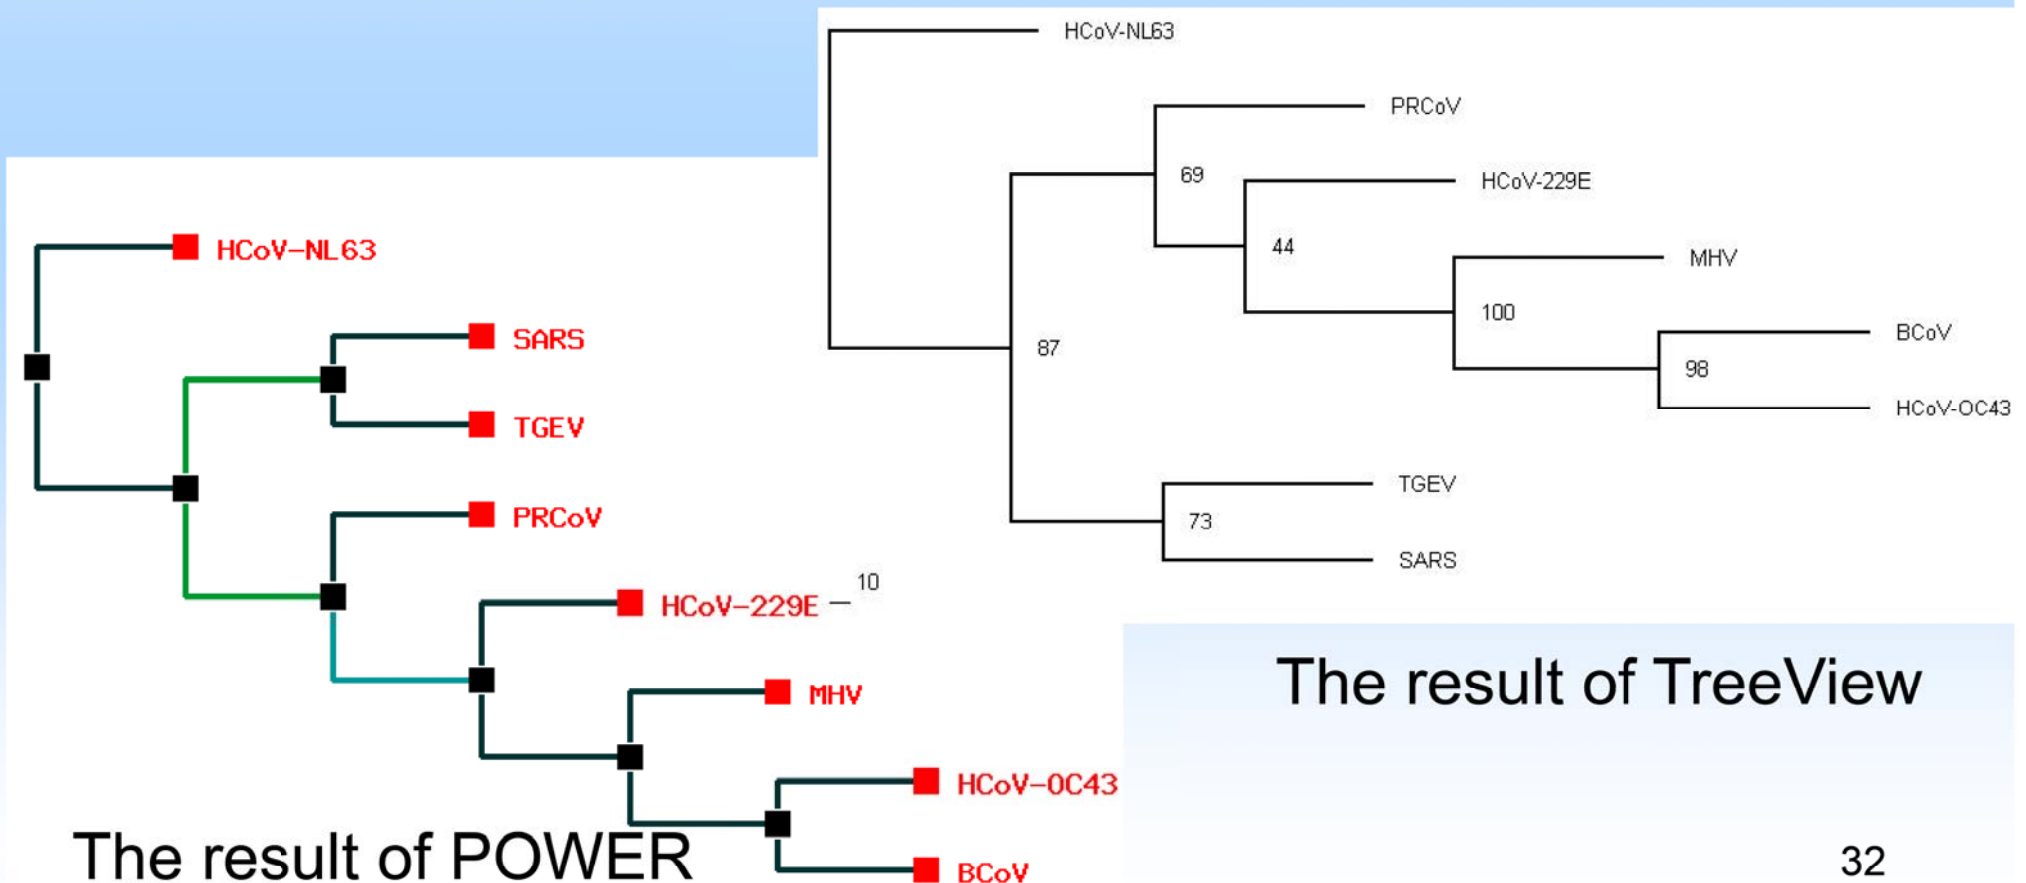 HCoV-NL63
PRCoV
69
HCoV-229E
44
MHV
100
BCoV
98
HCoV-OC43
87
TGEV
73
SARS
10
The result of TreeView
HCoV-NL63
SARS
TGEV
PRCoV
HCoV-229E
MHV
HCoV-OC43
BCoV
The result of POWER
32